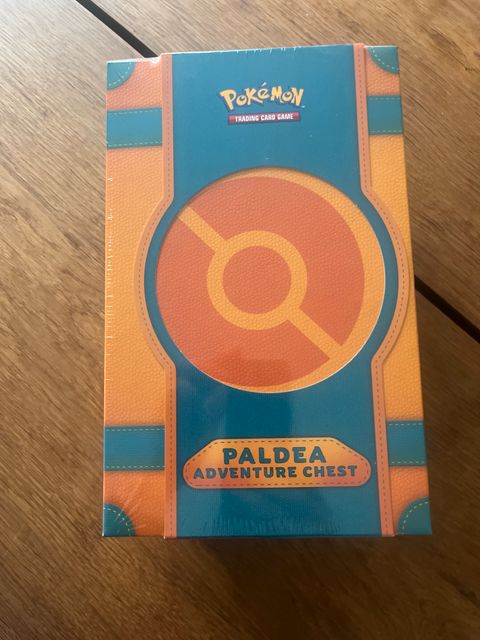 POKéMON
TRADING CARD GAME
PALDEA
ADVENTURE CHEST